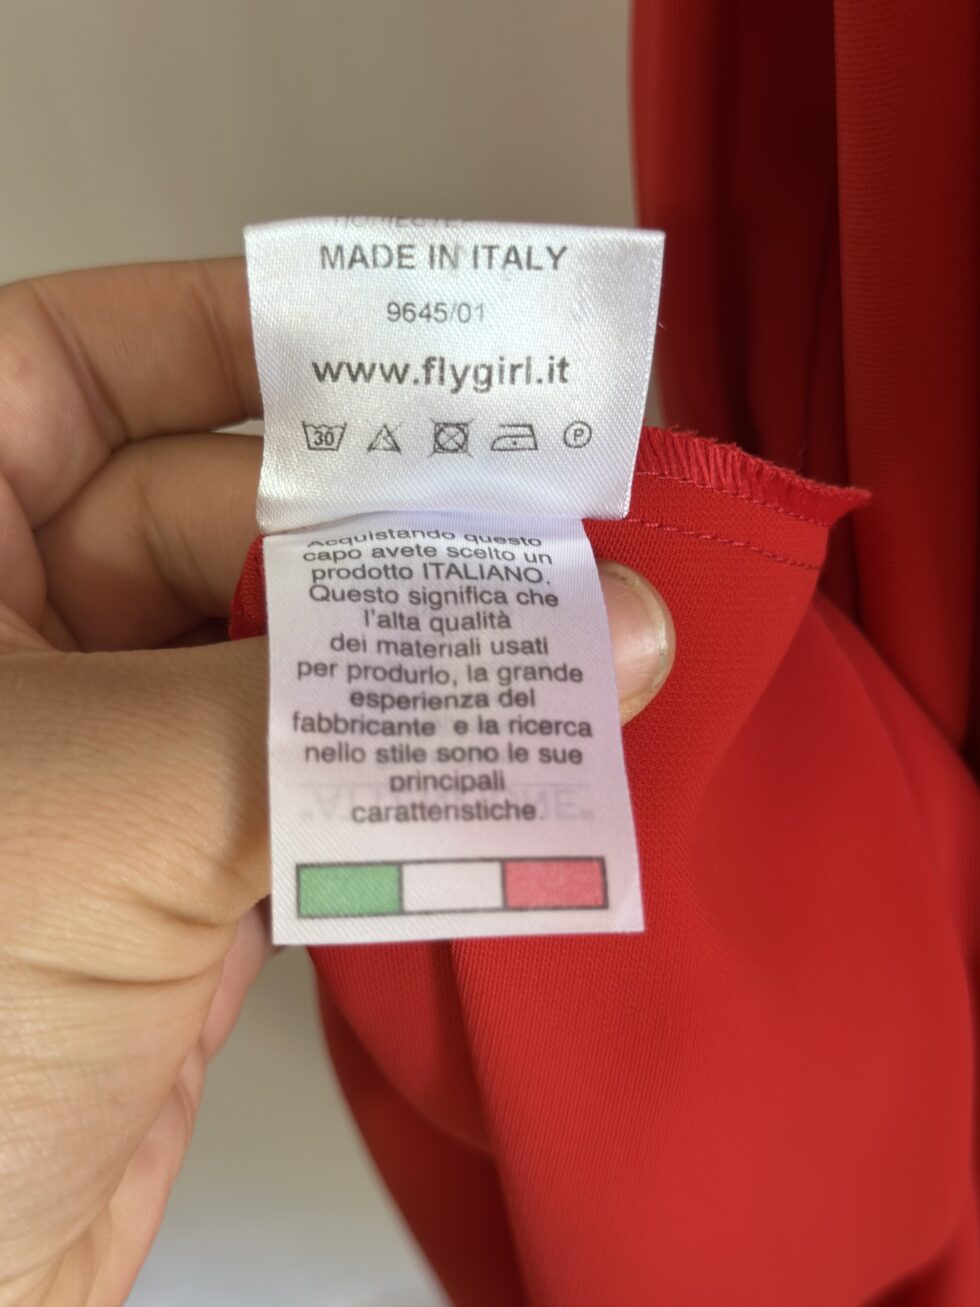 MADE IN ITALY
9645/01
www.flygirl.it
30 P
Acquistando questo
capo avete scelto un
prodotto ITALIANO.
Questo significa che
l'alta qualità
dei materiali usati
per produrlo, la grande
esperienza del
fabbricante e la ricerca
nello stile sono le sue
principali
caratteristiche.